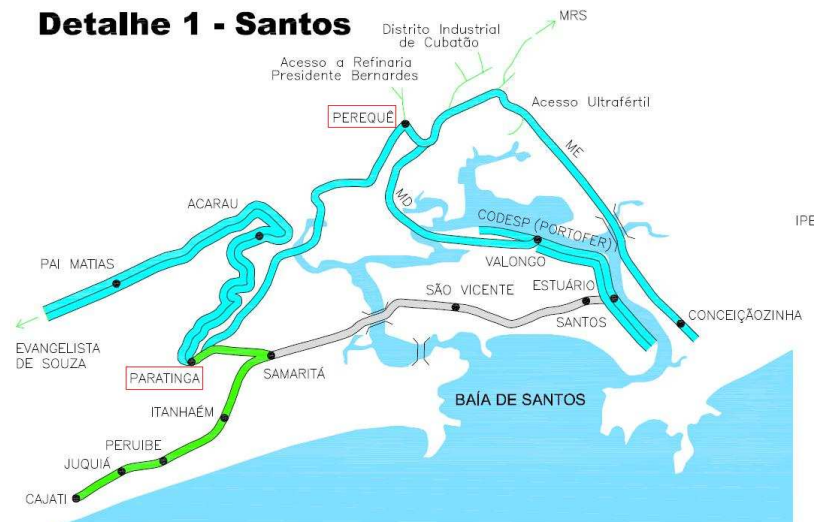 Detalhe 1 - Santos
Distrito Industrial
de Cubatão
MRS
Acesso a Refinaria
Presidente Bernardes
Acesso Ultrafértil
PEREQUÊ
ME
MD
ACARAU
CODESP (PORTOFER)
IPE
PAI MATIAS
VALONGO
SÃO VICENTE
ESTUÁRIO
SANTOS
CONCEIÇÃOZINHA
EVANGELISTA
DE SOUZA
PARATINGA
SAMARITÁ
BAÍA DE SANTOS
ITANHAÉM
PERUIBE
JUQUIÁ
CAJATI